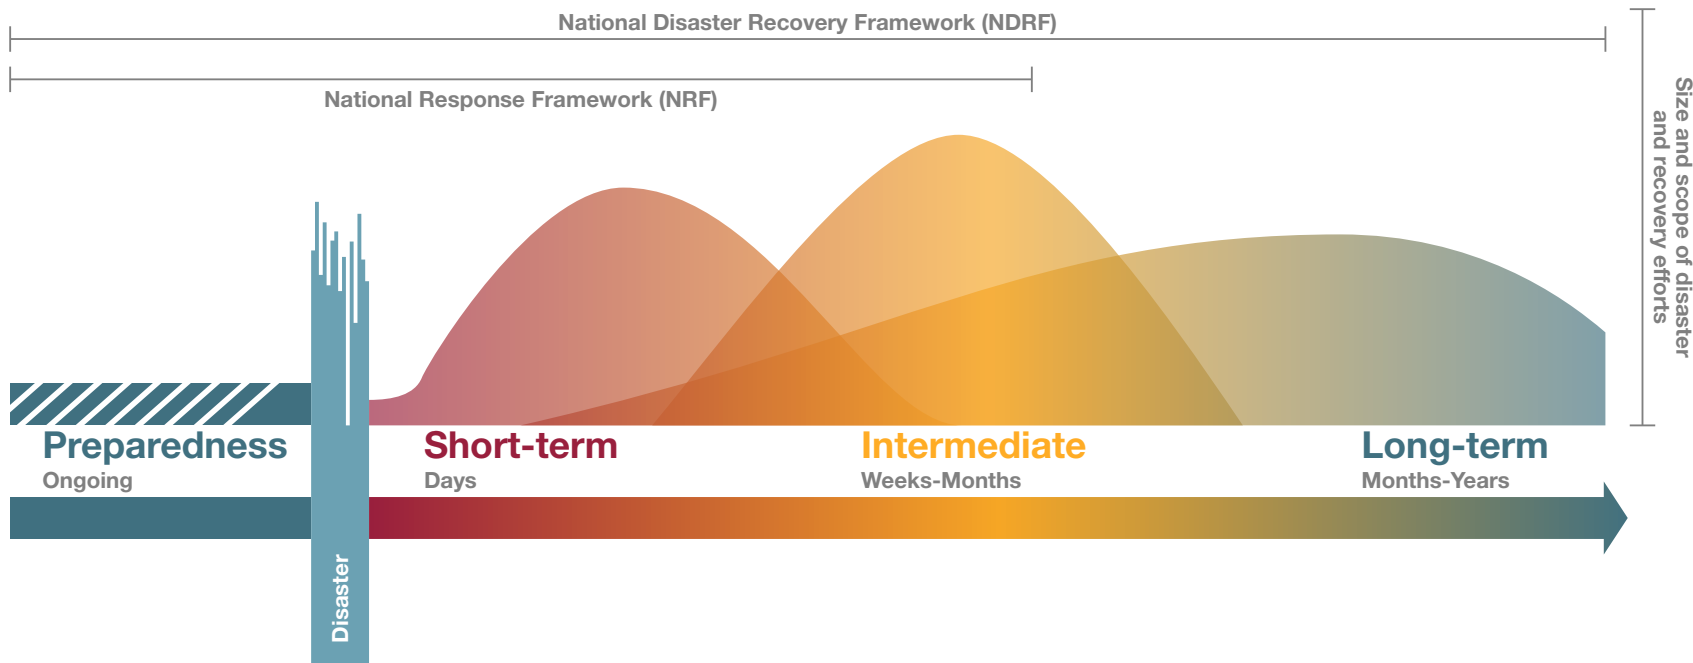 National Disaster Recovery Framework (NDRF)
National Response Framework (NRF)
Size and scope of disaster
and recovery efforts
Preparedness
Ongoing
Short-term
Days
Intermediate
Weeks-Months
Long-term
Months-Years
Disaster